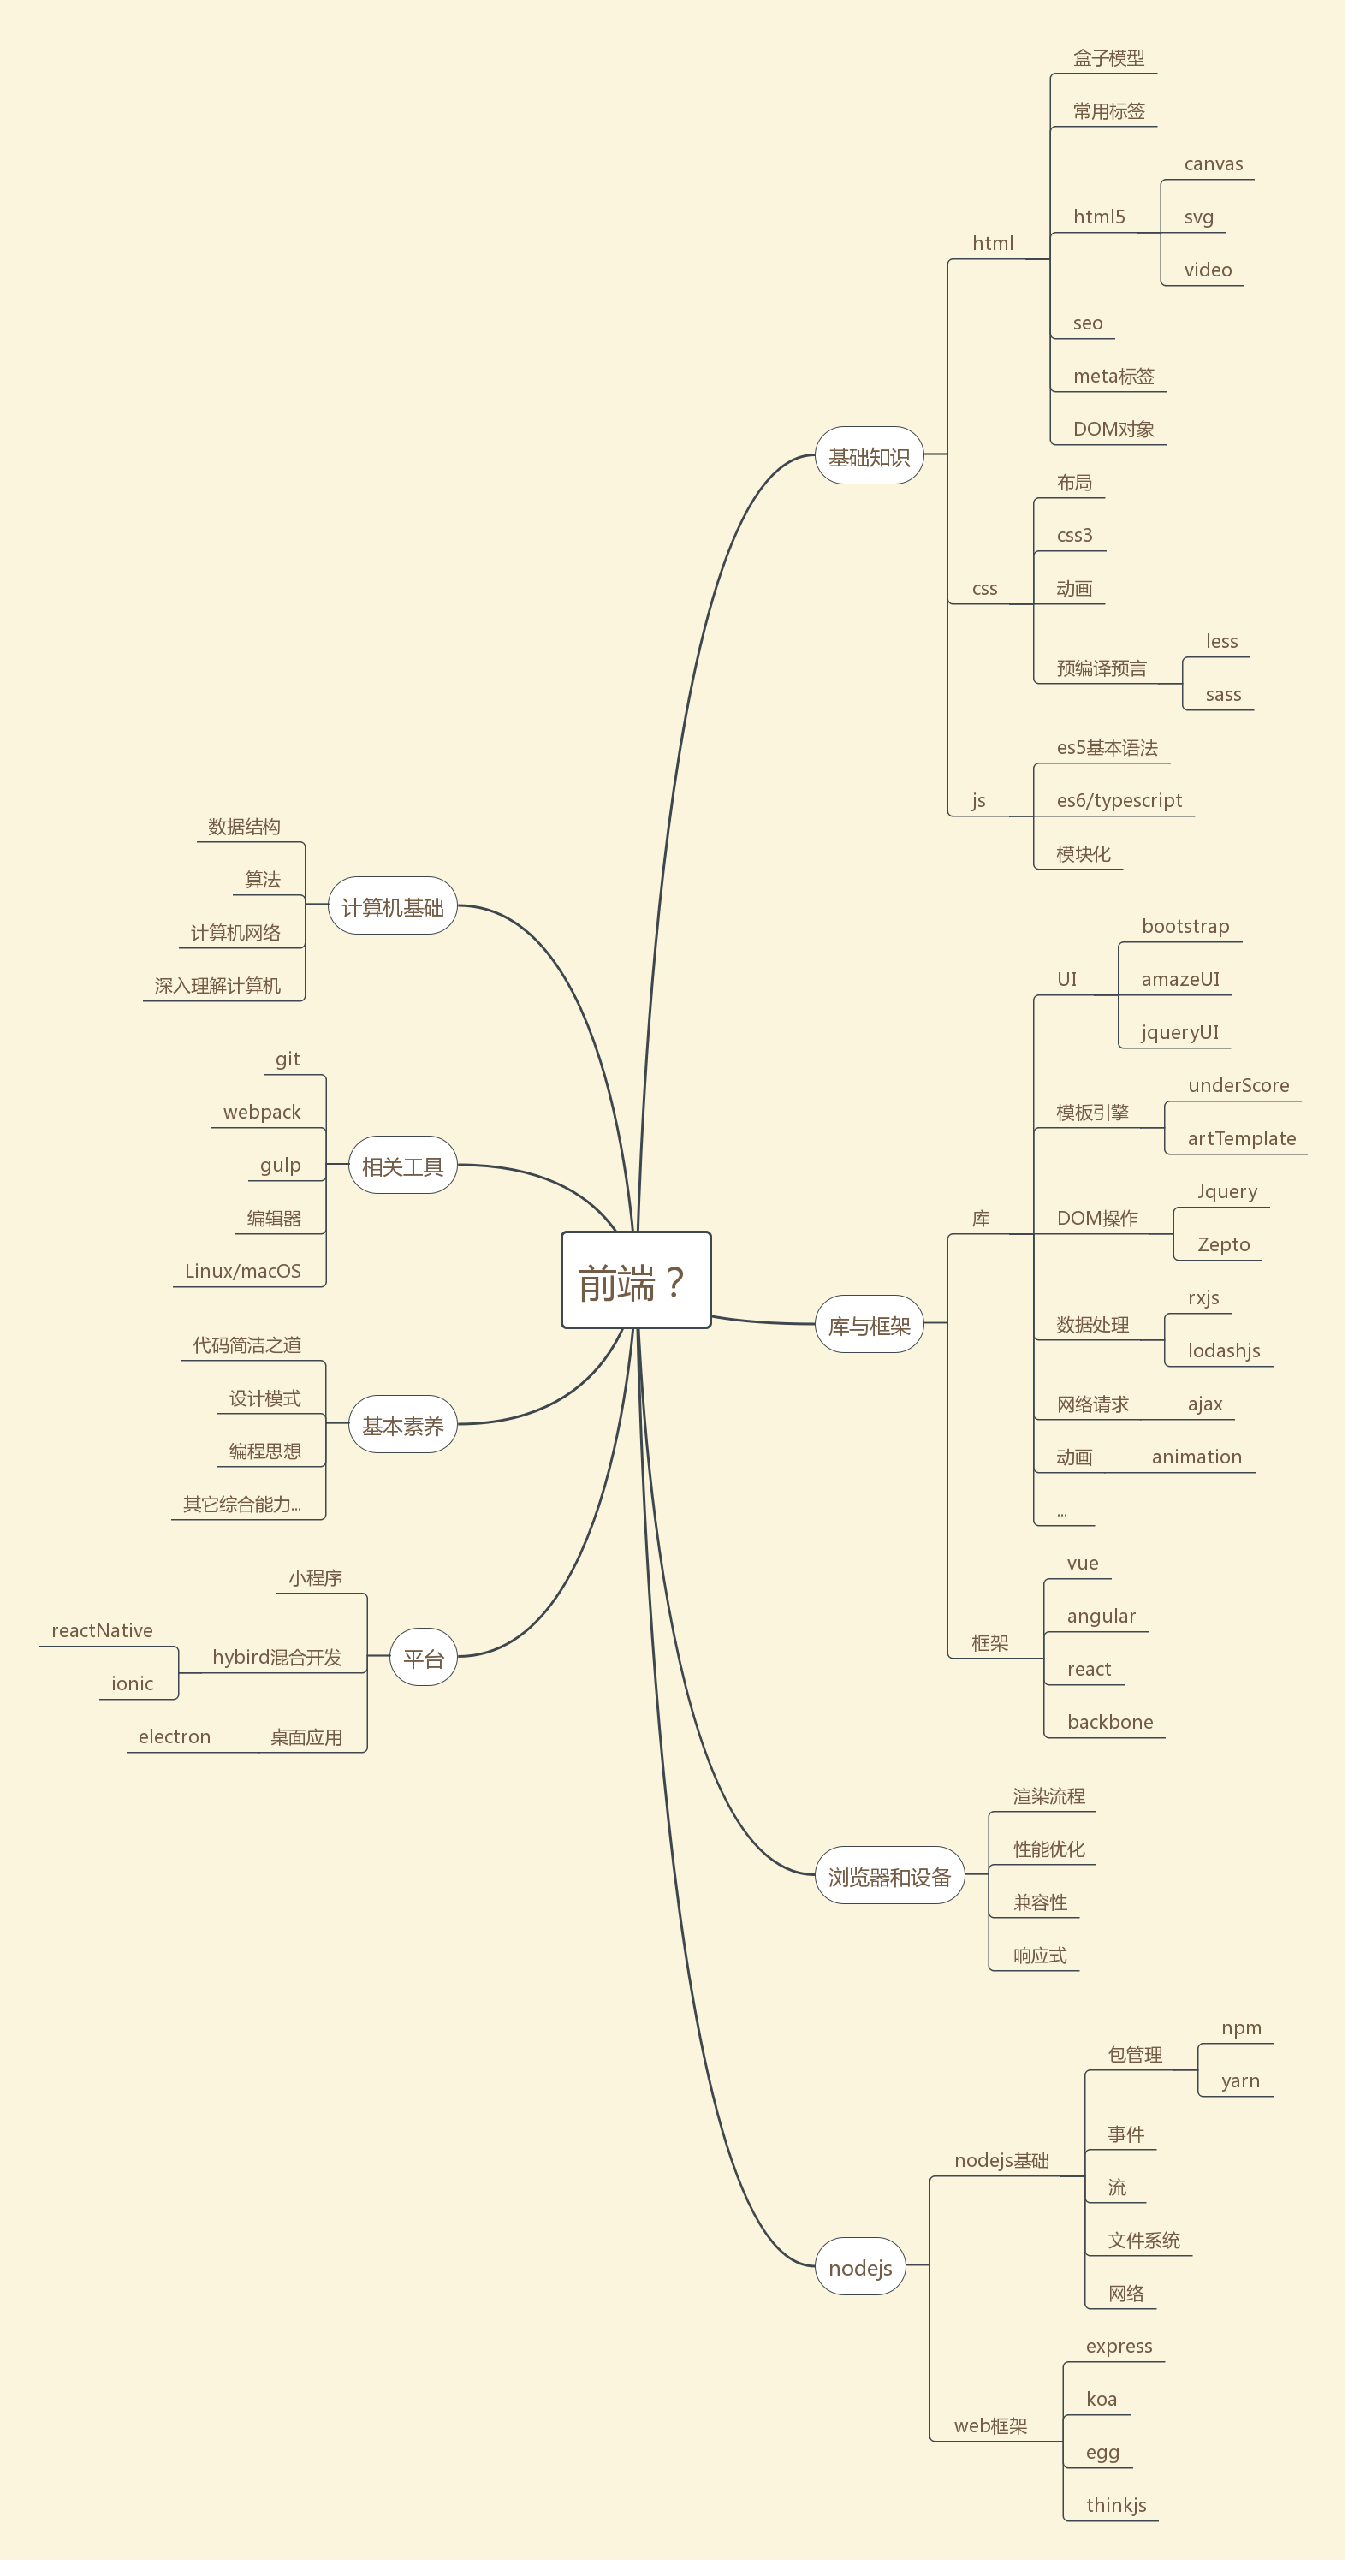 前端？
基础知识
html
盒子模型
常用标签
html5
canvas
svg
video
seo
meta标签
DOM对象
css
布局
css3
动画
预编译预言
less
sass
js
es5基本语法
es6/typescript
模块化
库与框架
库
UI
bootstrap
amazeUI
jqueryUI
模板引擎
underScore
artTemplate
DOM操作
Jquery
Zepto
数据处理
rxjs
lodashjs
网络请求
ajax
动画
animation
...
框架
vue
angular
react
backbone
浏览器和设备
渲染流程
性能优化
兼容性
响应式
nodejs
nodejs基础
包管理
npm
yarn
事件
流
文件系统
网络
web框架
express
koa
egg
thinkjs
计算机基础
数据结构
算法
计算机网络
深入理解计算机
相关工具
git
webpack
gulp
编辑器
Linux/macOS
基本素养
代码简洁之道
设计模式
编程思想
其它综合能力...
平台
小程序
hybird混合开发
reactNative
ionic
桌面应用
electron